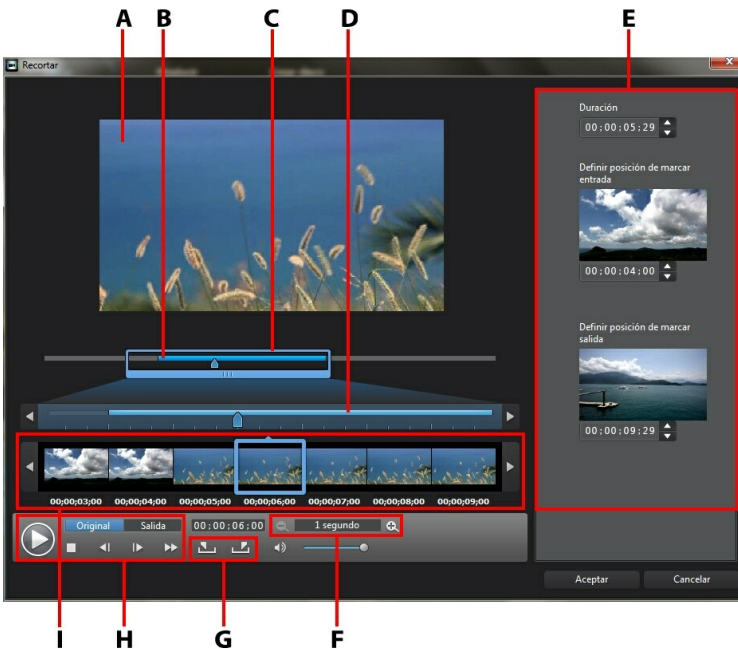 A B C D E
Recortar
x
Duración
00;00;05;29
Definir posición de marcar
entrada
00;00;04;00
Definir posición de marcar
salida
00;00;09;29
00;00;03;00 00;00;04;00 00;00;05;00 00;00;06;00 00;00;07;00 00;00;08;00 00;00;09;00
Original Salida 00;00;06;00 1 segundo
Aceptar Cancelar
I H G F